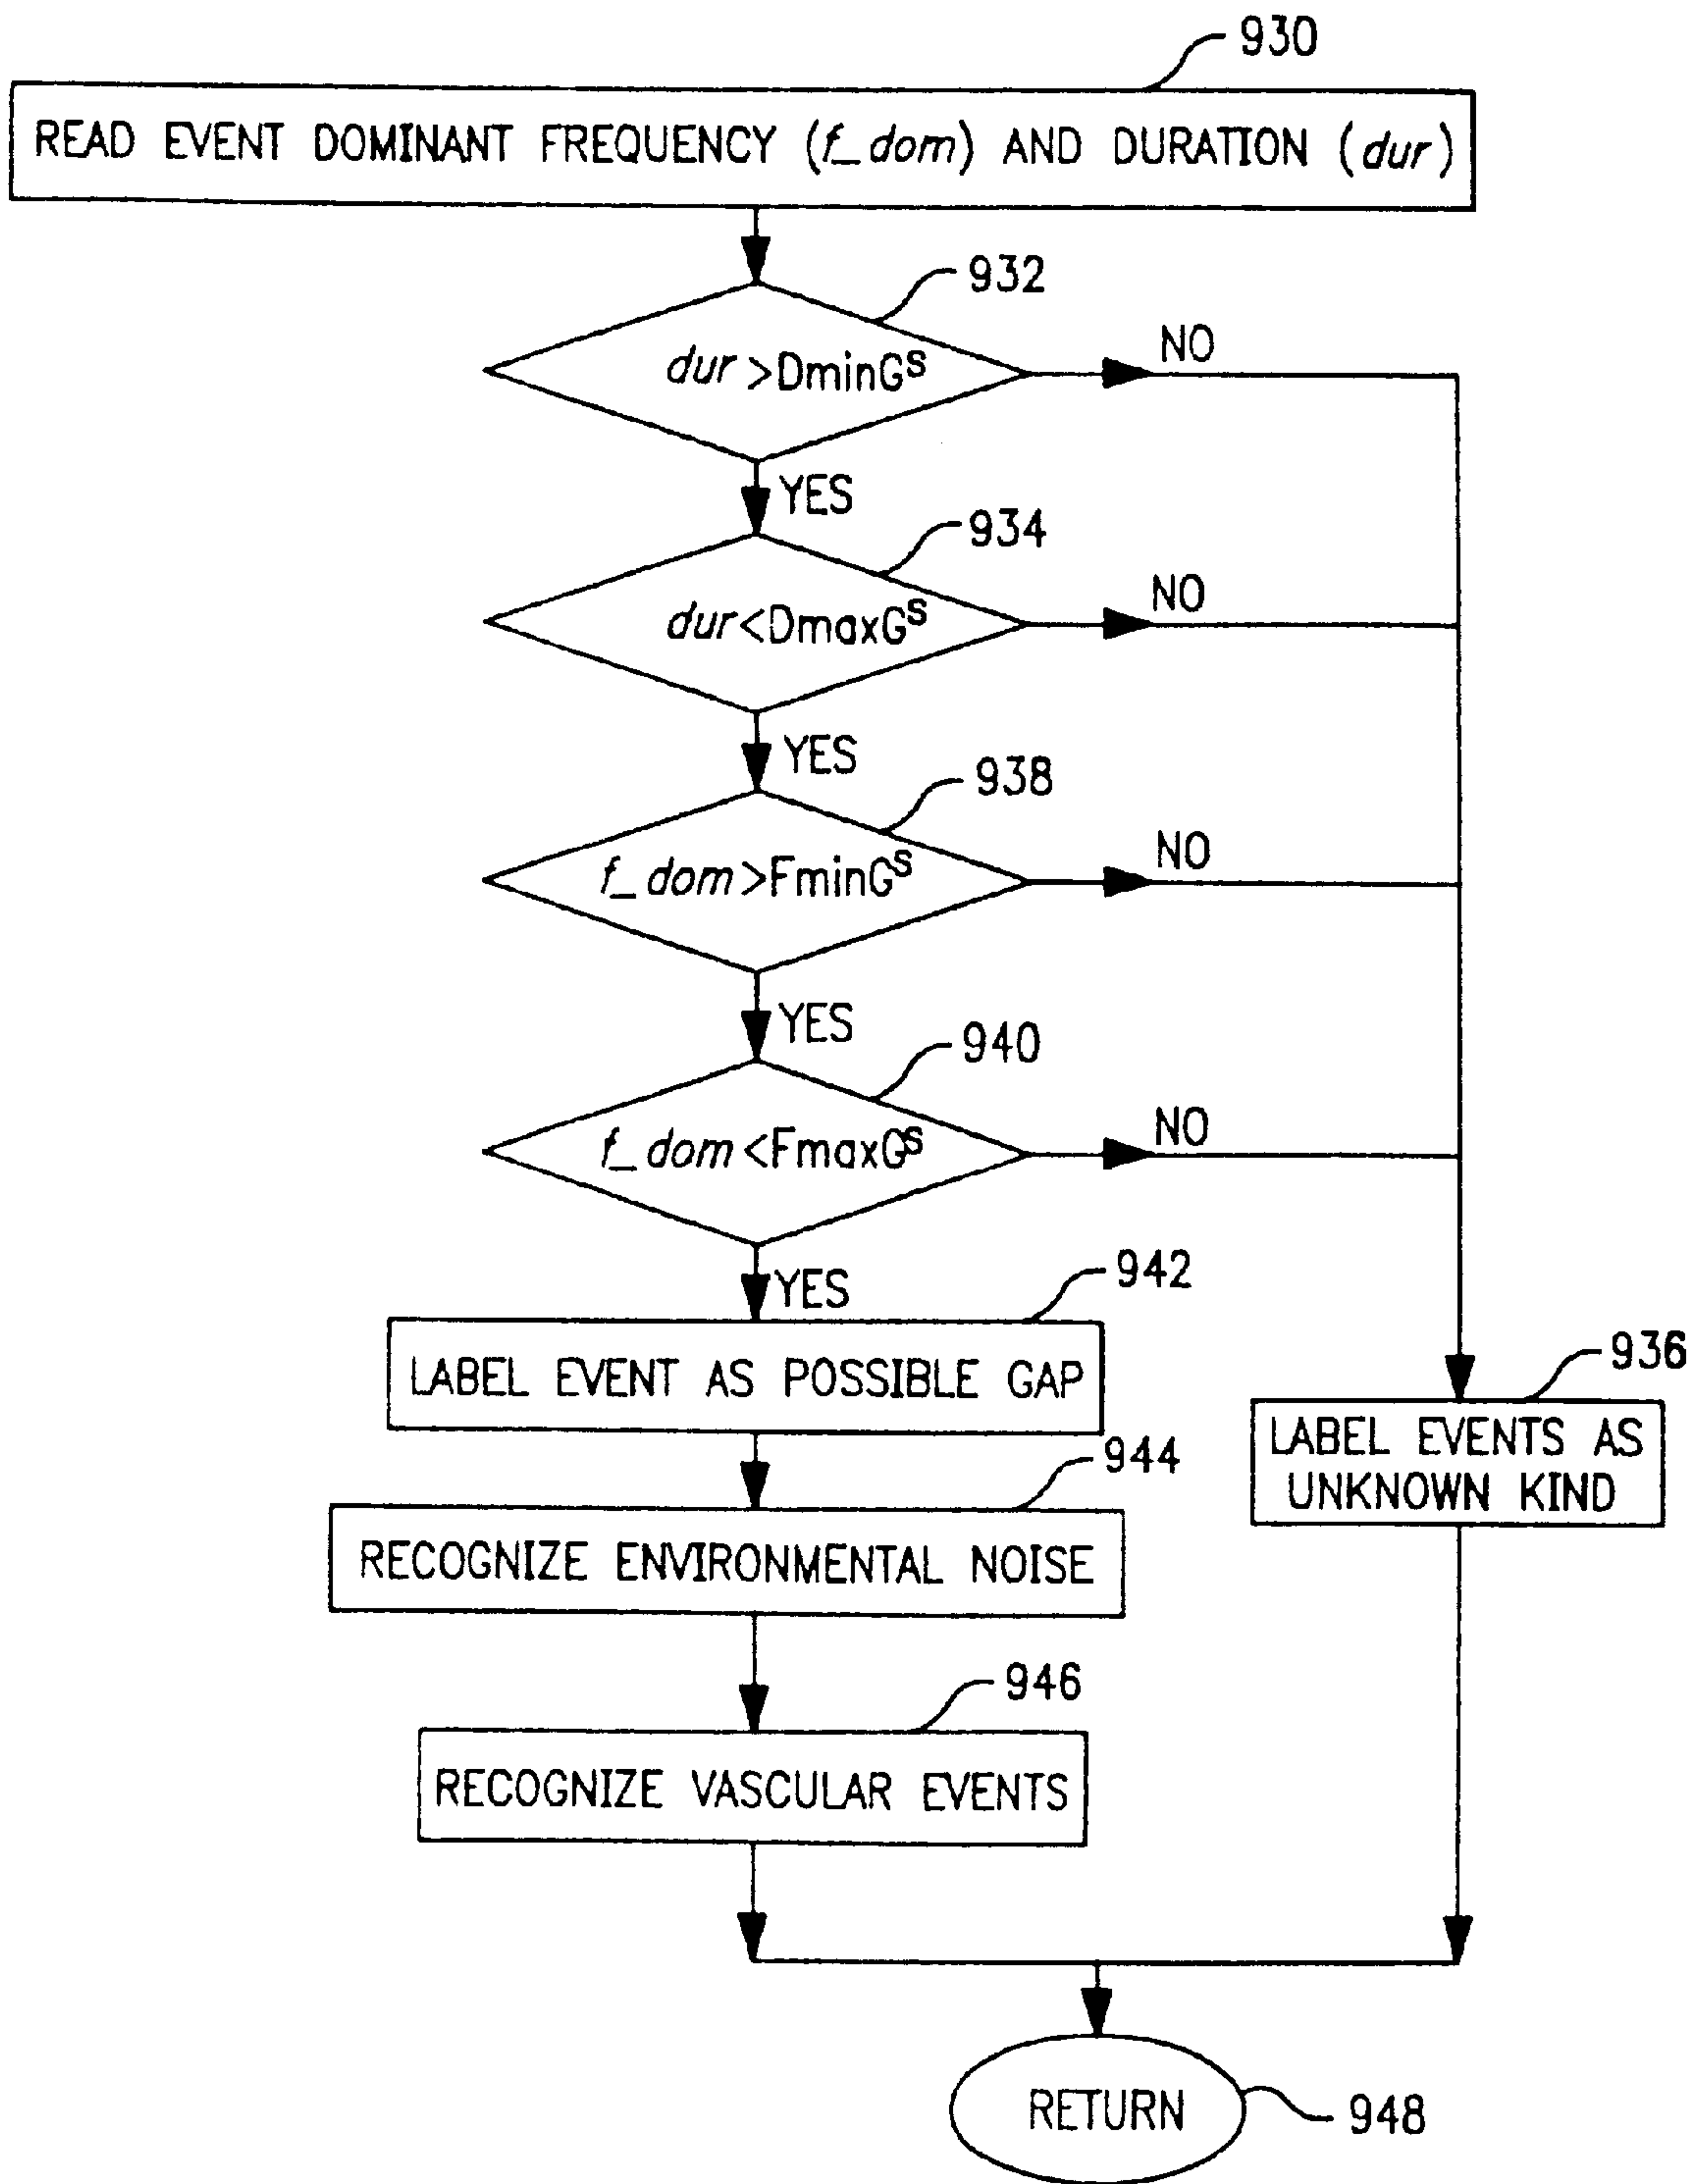 930
READ EVENT DOMINANT FREQUENCY (f_dom) AND DURATION (dur)
932
dur >DminGS
NO
YES
934
dur<DmaxGS
NO
YES
938
f_dom >FminGS
NO
YES
940
f_dom <FmaxGS
NO
YES
942
LABEL EVENT AS POSSIBLE GAP
936
LABEL EVENTS AS
UNKNOWN KIND
944
RECOGNIZE ENVIRONMENTAL NOISE
946
RECOGNIZE VASCULAR EVENTS
RETURN
948